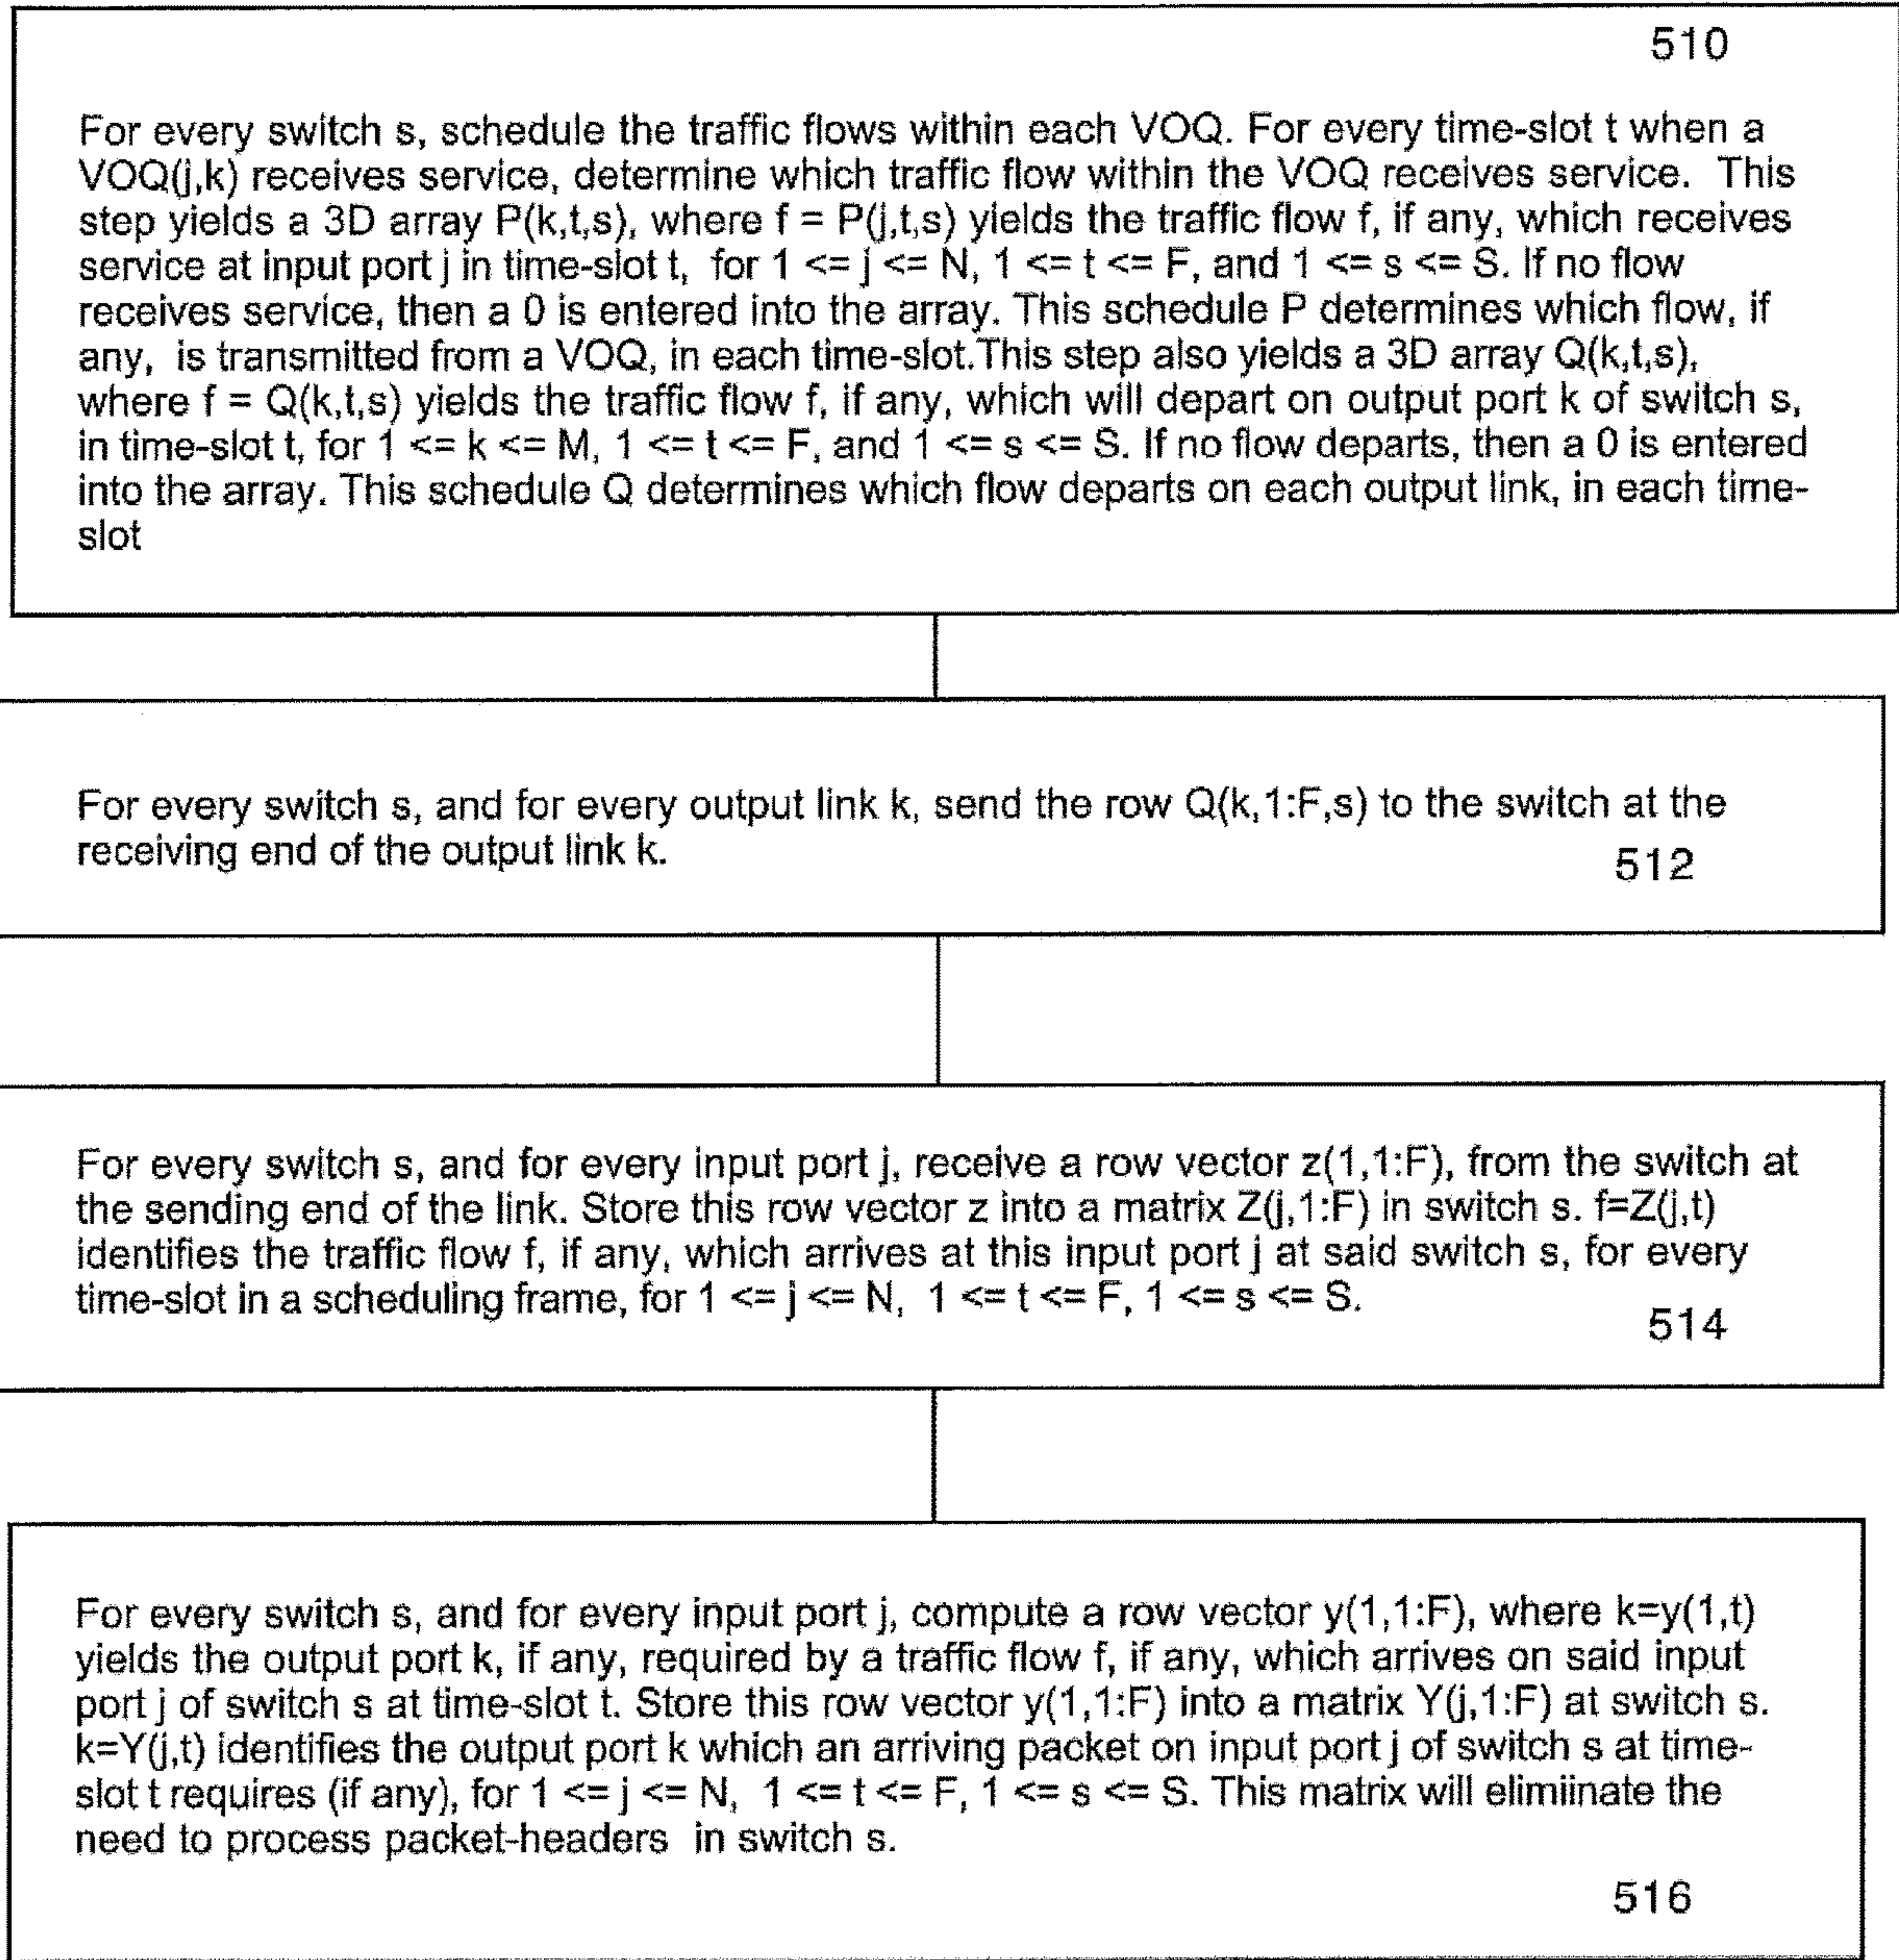 510
For every switch s, schedule the traffic flows within each VOQ. For every time-slot t when a
VOQ(j,k) receives service, determine which traffic flow within the VOQ receives service.  This
step yields a 3D array P(k,t,s), where f = P(j,t,s) yields the traffic flow f, if any, which receives
service at input port j in time-slot t,  for 1 <= j <= N, 1 <= t <= F, and 1 <= s <= S. If no flow
receives service, then a 0 is entered into the array. This schedule P determines which flow, if
any,  is transmitted from a VOQ, in each time-slot.This step also yields a 3D array Q(k,t,s),
where f = Q(k,t,s) yields the traffic flow f, if any, which will depart on output port k of switch s,
in time-slot t, for 1 <= k <= M, 1 <= t <= F, and 1 <= s <= S. If no flow departs, then a 0 is entered
into the array. This schedule Q determines which flow departs on each output link, in each time-
slot
For every switch s, and for every output link k, send the row Q(k,1:F,s) to the switch at the
receiving end of the output link k.
512
For every switch s, and for every input port j, receive a row vector z(1,1:F), from the switch at
the sending end of the link. Store this row vector z into a matrix Z(j,1:F) in switch s. f=Z(j,t)
identifies the traffic flow f, if any, which arrives at this input port j at said switch s, for every
time-slot in a scheduling frame, for 1 <= j <= N,  1 <= t <= F, 1 <= s <= S.
514
For every switch s, and for every input port j, compute a row vector y(1,1:F), where k=y(1,t)
yields the output port k, if any, required by a traffic flow f, if any, which arrives on said input
port j of switch s at time-slot t. Store this row vector y(1,1:F) into a matrix Y(j,1:F) at switch s.
k=Y(j,t) identifies the output port k which an arriving packet on input port j of switch s at time-
slot t requires (if any), for 1 <= j <= N,  1 <= t <= F, 1 <= s <= S. This matrix will elimiinate the
need to process packet-headers  in switch s.
516